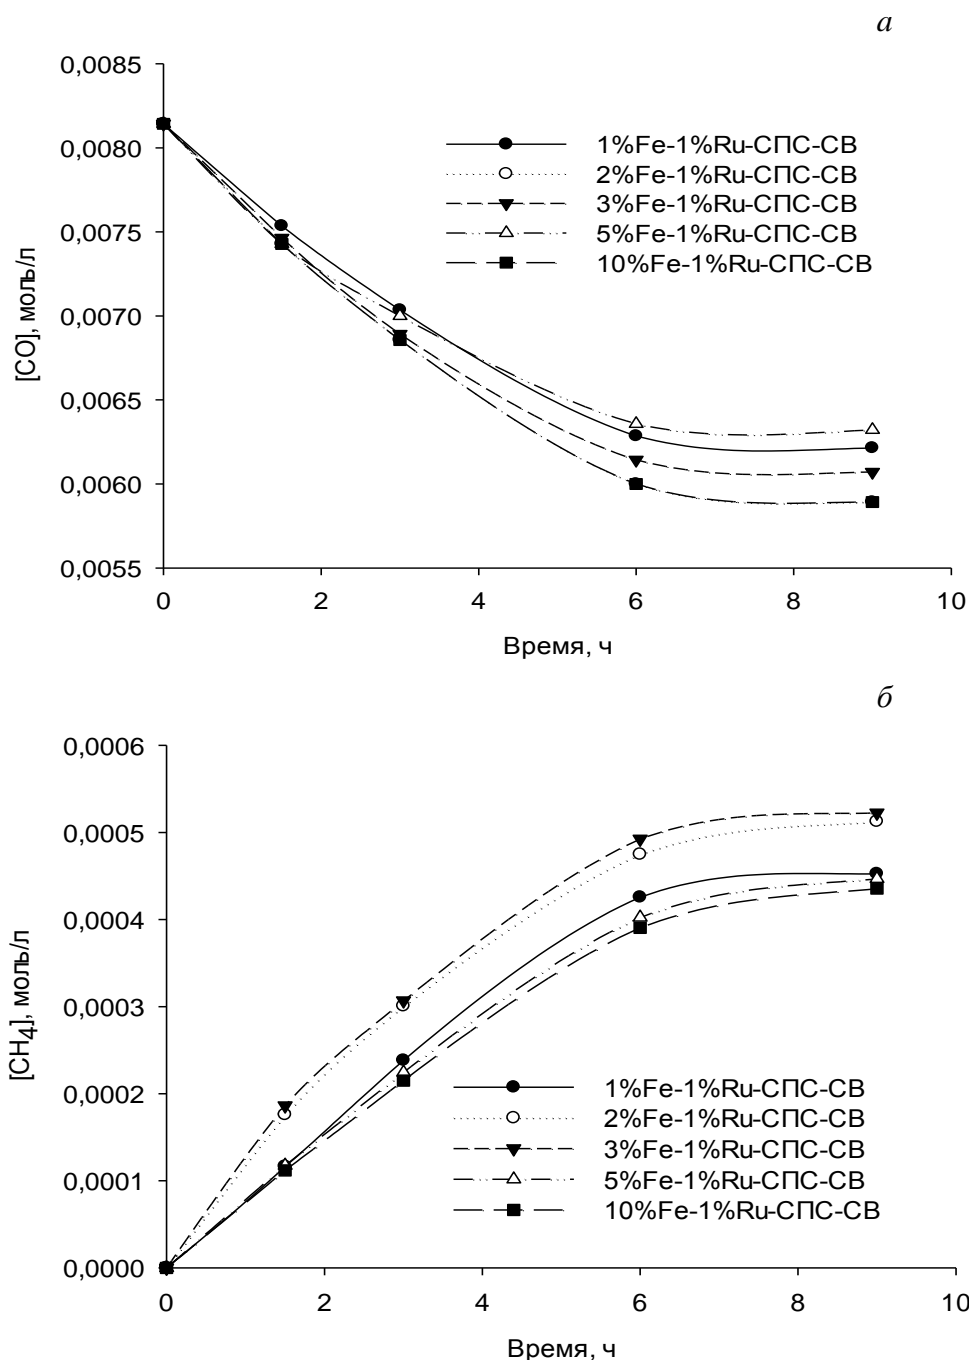 а
0,0085
0,0080
0,0075
0,0070
0,0065
0,0060
0,0055
[CO], моль/л
1%Fe-1%Ru-СПС-СВ
2%Fe-1%Ru-СПС-СВ
3%Fe-1%Ru-СПС-СВ
5%Fe-1%Ru-СПС-СВ
10%Fe-1%Ru-СПС-СВ
0 2 4 6 8 10
Время, ч
б
0,0006
0,0005
0,0004
0,0003
0,0002
0,0001
0,0000
[CH4], моль/л
1%Fe-1%Ru-СПС-СВ
2%Fe-1%Ru-СПС-СВ
3%Fe-1%Ru-СПС-СВ
5%Fe-1%Ru-СПС-СВ
10%Fe-1%Ru-СПС-СВ
0 2 4 6 8 10
Время, ч